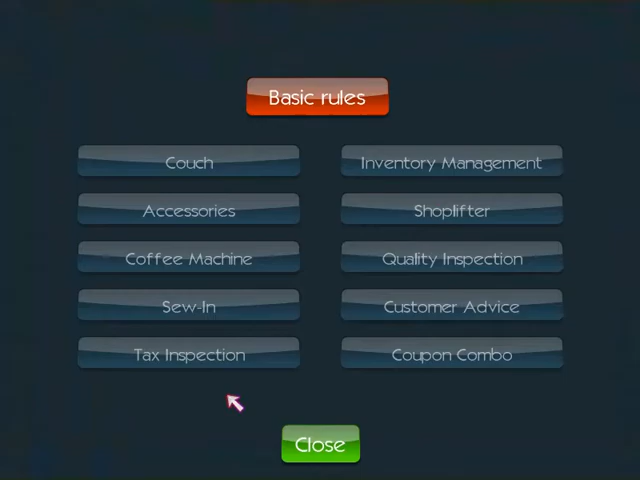 Basic rules
Couch
Inventory Management
Accessories
Shoplifter
Coffee Machine
Quality Inspection
Sew-In
Customer Advice
Tax Inspection
Coupon Combo
Close